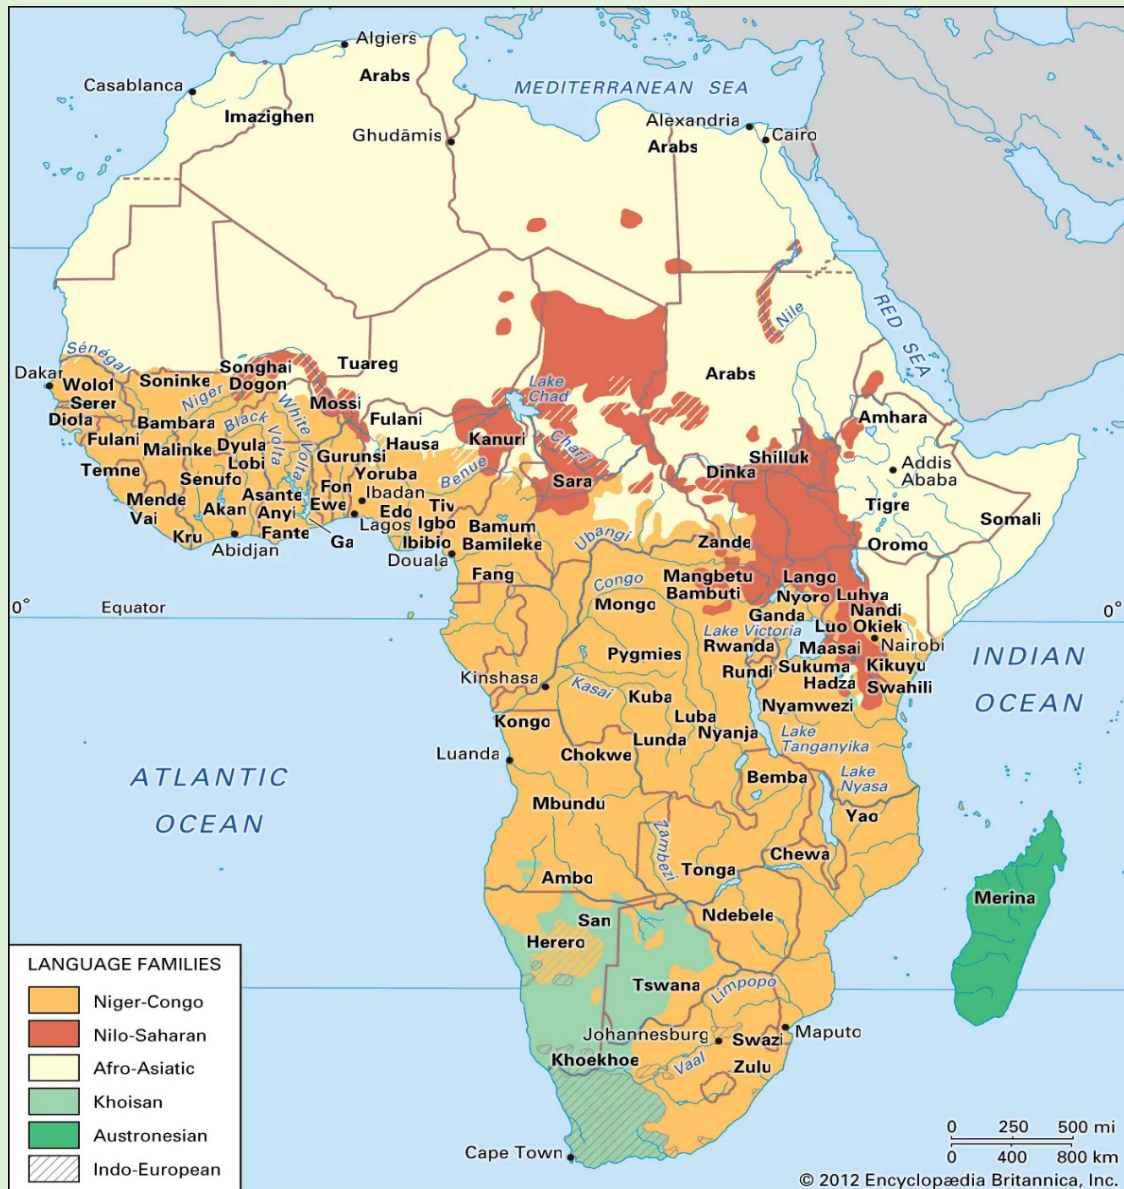 Algiers
Casablanca
Arabs
MEDITERRANEAN SEA
Imazighen
Ghudāmis
Alexandria
Cairo
Arabs
RED SEA
Nile
Sénégal
Dakar
Wolof
Serer
Diola
Fulani
Temne
Mende
Vai
Kru
Soninke
Niger
Bambara
Malinke
Songhai
Dogon
Black Volta
White Volta
Dyula
Lobi
Senufo
Akan
Asante
Anyi
Fante
Abidjan
Mossi
Tuareg
Fulani
Hausa
Gurunsi
Yoruba
Fon
Ibadan
Ewe
Lagos
Ga
Edo
Tiv
Igbo
Ibibio
Douala
Benue
Kanuri
Lake
Chad
Chari
Sara
Bamum
Bamileke
Fang
Arabs
Dinka
Shilluk
Amhara
Addis
Ababa
Tigre
Somali
Oromo
Ubangi
Zande
Congo
Mangbetu
Bambuti
Mongo
Lango
Nyoro
Luhya
Ganda
Nandi
Luo
Okiek
Nairobi
0°
Equator
0°
Lake Victoria
Rwanda
Maasai
Kikuyu
Rundi
Sukuma
Hadza
Swahili
Nyamwezi
INDIAN
OCEAN
Pygmies
Kinshasa
Kasai
Kuba
Luba
Kongo
Lunda
Nyanja
Lake
Tanganyika
Luanda
Chokwe
Bemba
Lake
Nyasa
ATLANTIC
OCEAN
Mbundu
Yao
Zambezi
Chewa
Tonga
Ambo
San
Ndebele
Merina
Herero
Tswana
Limpopo
Johannesburg
Maputo
Swazi
Khoekhoe
Vaal
Zulu
Cape Town
LANGUAGE FAMILIES
Niger-Congo
Nilo-Saharan
Afro-Asiatic
Khoisan
Austronesian
Indo-European
0 250 500 mi
0 400 800 km
© 2012 Encyclopædia Britannica, Inc.